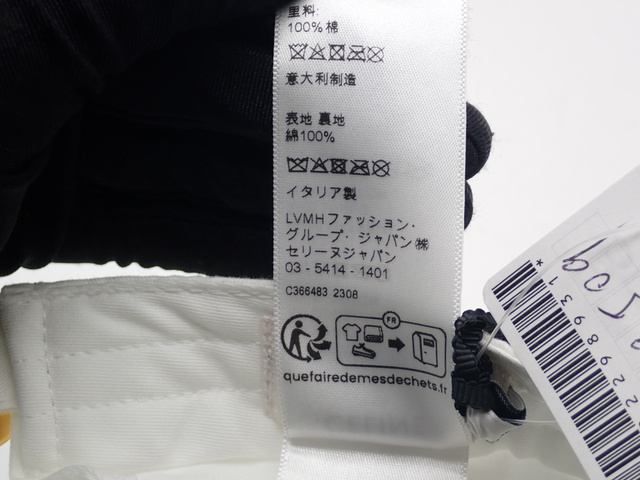 里料:
100% 棉
意大利制造
表地 裏地
綿100%
イタリア製
LVMHファッション・
グループ・ジャパン㈱
セリーヌジャパン
03 - 5414 - 1401
C366483 2308
FR
quefairedemesdechets.fr